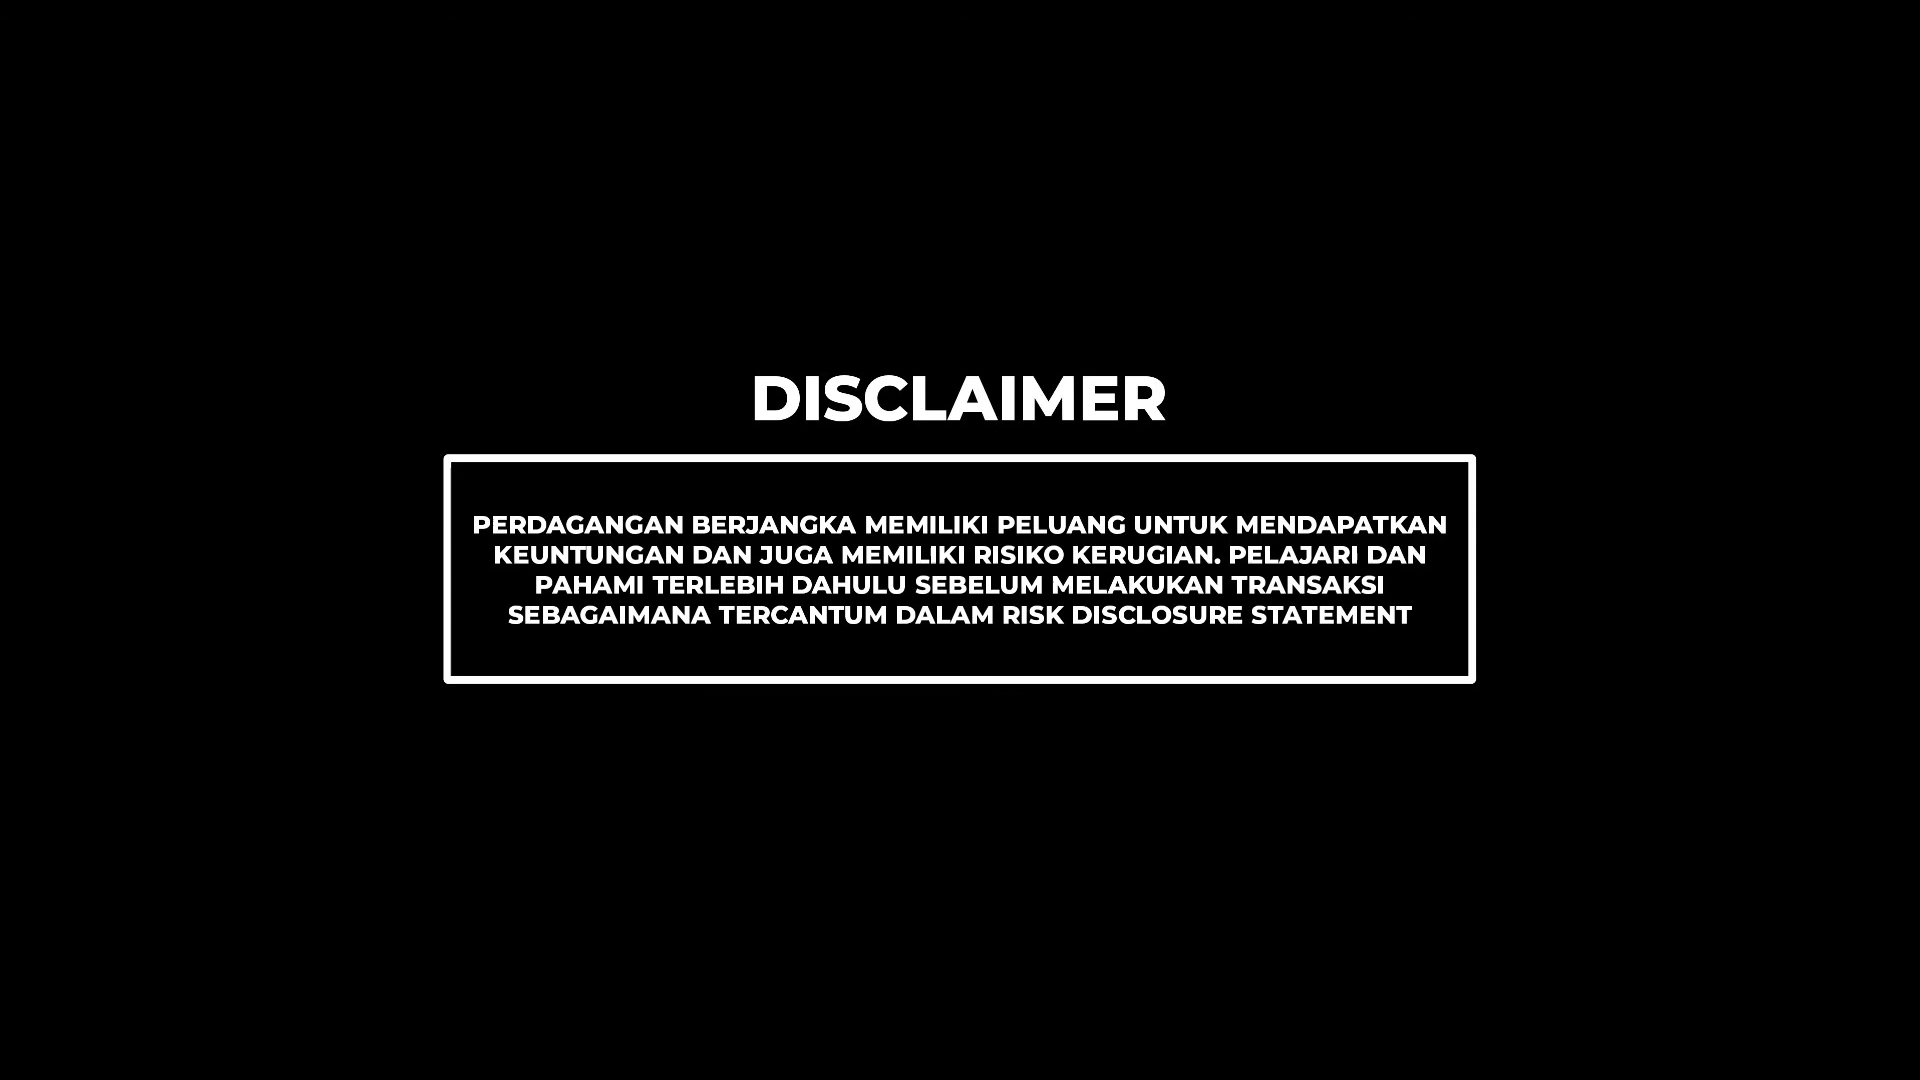 DISCLAIMER
PERDAGANGAN BERJANGKA MEMILIKI PELUANG UNTUK MENDAPATKAN
KEUNTUNGAN DAN JUGA MEMILIKI RISIKO KERUGIAN. PELAJARI DAN
PAHAMI TERLEBIH DAHULU SEBELUM MELAKUKAN TRANSAKSI
SEBAGAIMANA TERCANTUM DALAM RISK DISCLOSURE STATEMENT